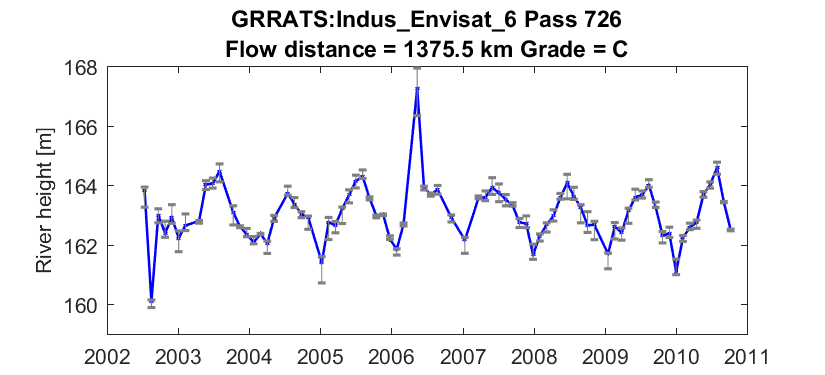 GRRATS:Indus_Envisat_6 Pass 726
Flow distance = 1375.5 km Grade = C
168
166
164
162
160
River height [m]
2002 2003 2004 2005 2006 2007 2008 2009 2010 2011